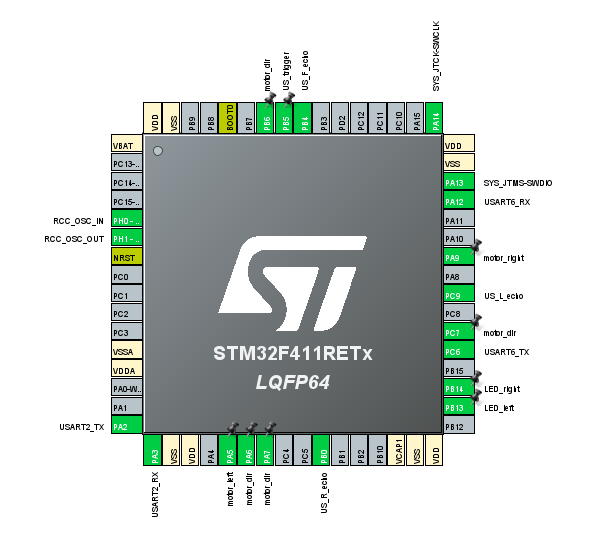 motor_dir
US_trigger
US_F_echo
SYS_JTCK-SWCLK
VDD
VSS
PB9
PB8
BOOT0
PB7
PB6
PB5
PB4
PB3
PD2
PC12
PC11
PC10
PA15
PA14
VBAT
PC13-..
PC14-..
PC15-..
RCC_OSC_IN PH0-..
RCC_OSC_OUT PH1-..
NRST
PC0
PC1
PC2
PC3
VSSA
VDDA
PA0-W..
PA1
USART2_TX PA2
STM32F411RETx
LQFP64
VDD
VSS
PA13 SYS_JTMS-SWDIO
PA12 USART6_RX
PA11
PA10
PA9 motor_right
PA8
PC9 US_L_echo
PC8
PC7 motor_dir
PC6 USART6_TX
PB15
PB14 LED_right
PB13 LED_left
PB12
PA3
VSS
VDD
PA4
PA5
PA6
PA7
PC4
PC5
PB0
PB1
PB2
PB10
VCAP1
VSS
VDD
USART2_RX
motor_left
motor_dir
motor_dir
US_R_echo